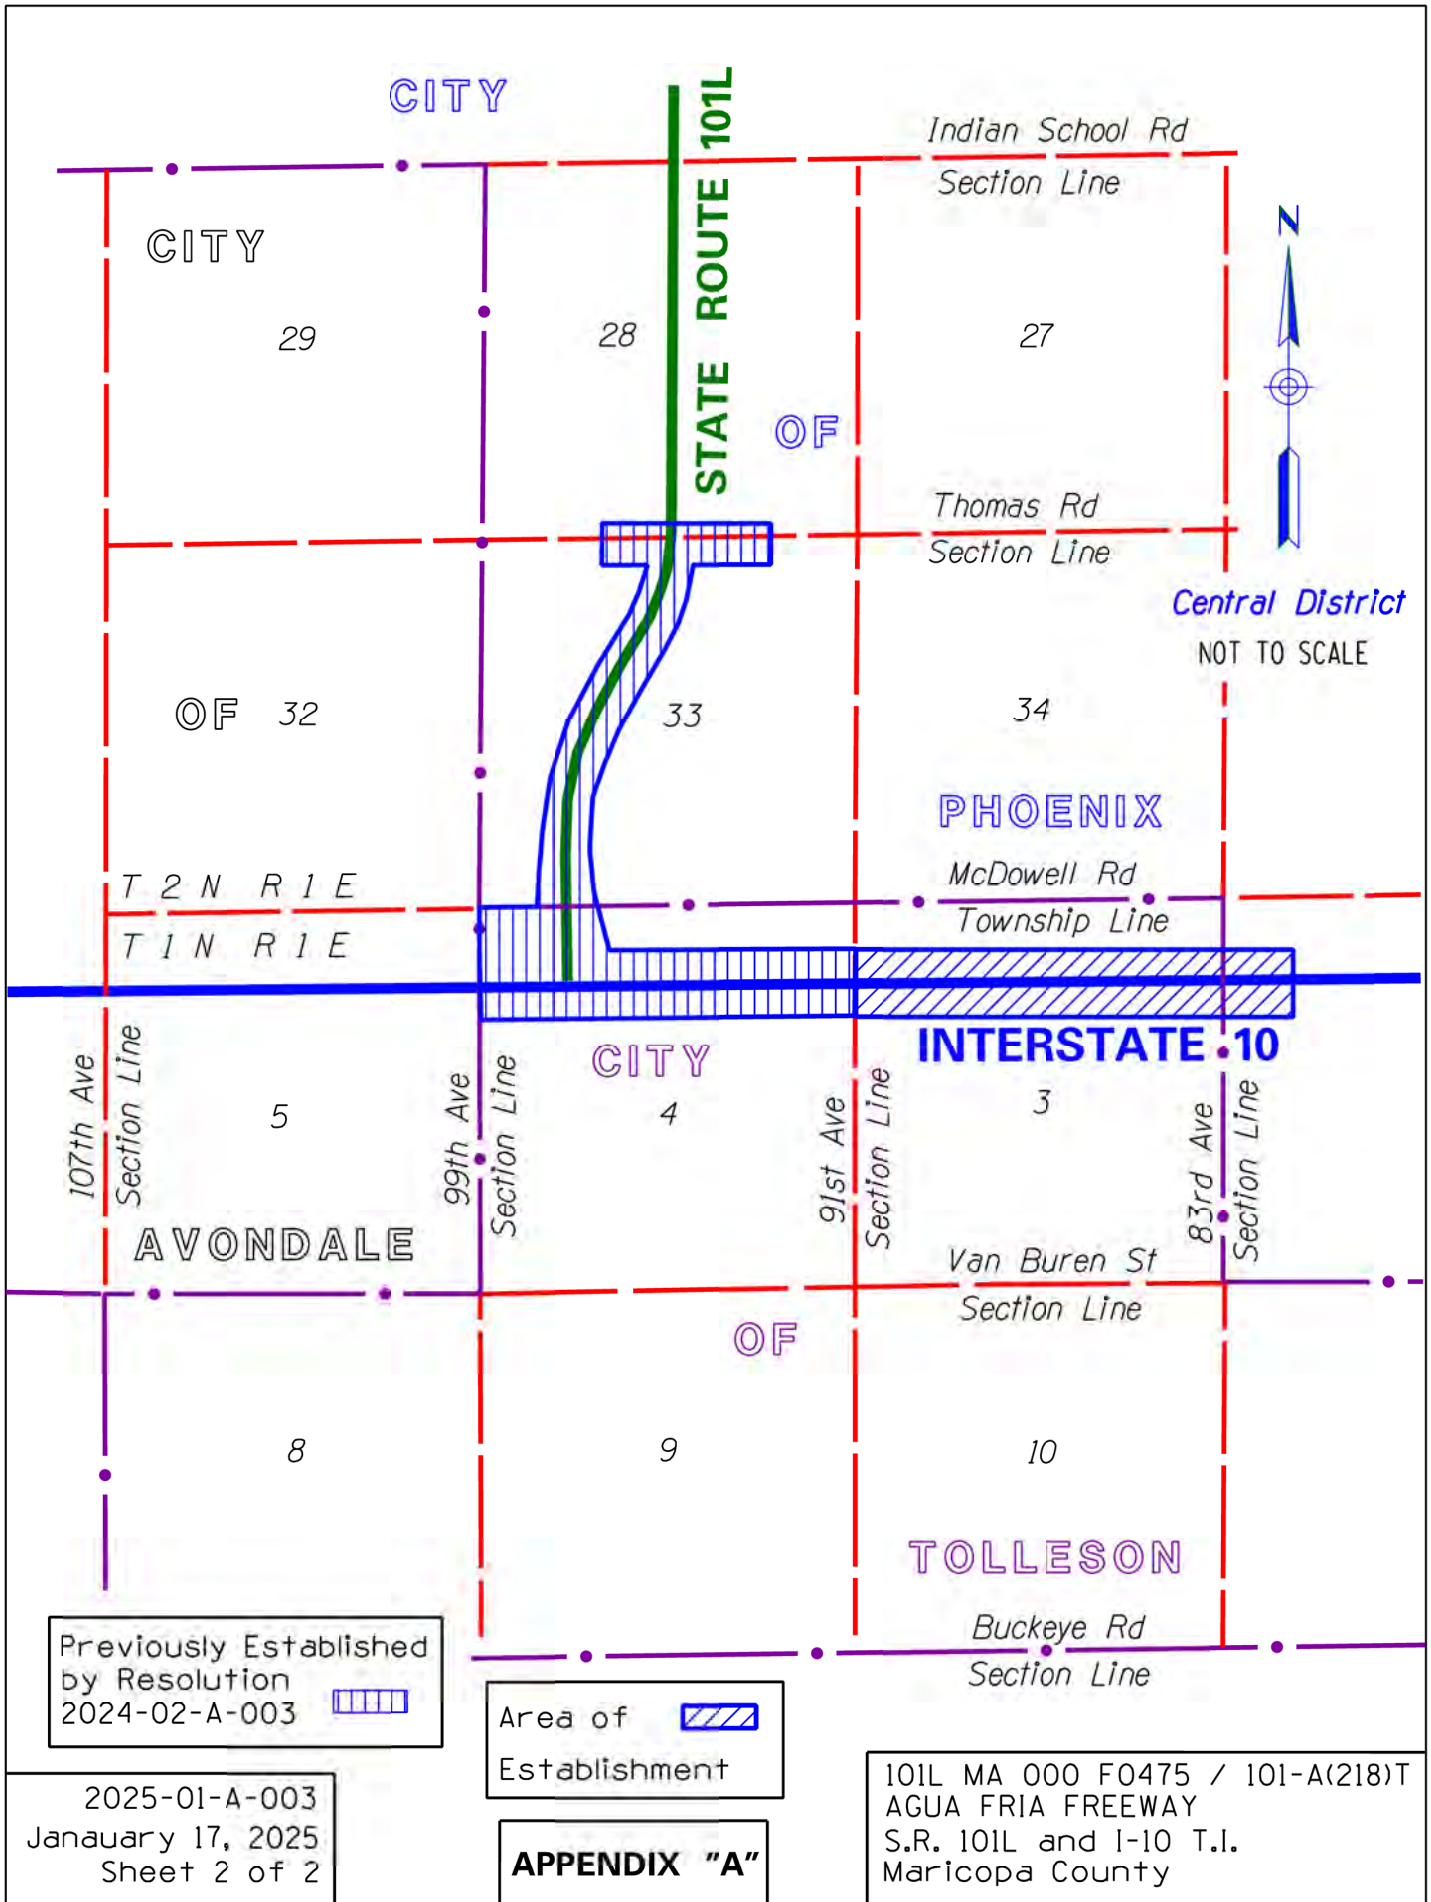 CITY
STATE ROUTE 101L
Indian School Rd
Section Line
CITY
N
29
28
27
OF
Thomas Rd
Section Line
Central District
NOT TO SCALE
OF
32
33
34
PHOENIX
McDowell Rd
Township Line
T 2 N R 1 E
T 1 N R 1 E
INTERSTATE 10
CITY
107th Ave
Section Line
5
99th Ave
Section Line
4
91st Ave
Section Line
3
83rd Ave
Section Line
AVONDALE
Van Buren St
Section Line
OF
8
9
10
TOLLESON
Buckeye Rd
Section Line
Previously Established
by Resolution
2024-02-A-003
Area of
Establishment
2025-01-A-003
Janauary 17, 2025
Sheet 2 of 2
APPENDIX "A"
101L MA 000 F0475 / 101-A(218)T
AGUA FRIA FREEWAY
S.R. 101L and I-10 T.I.
Maricopa County